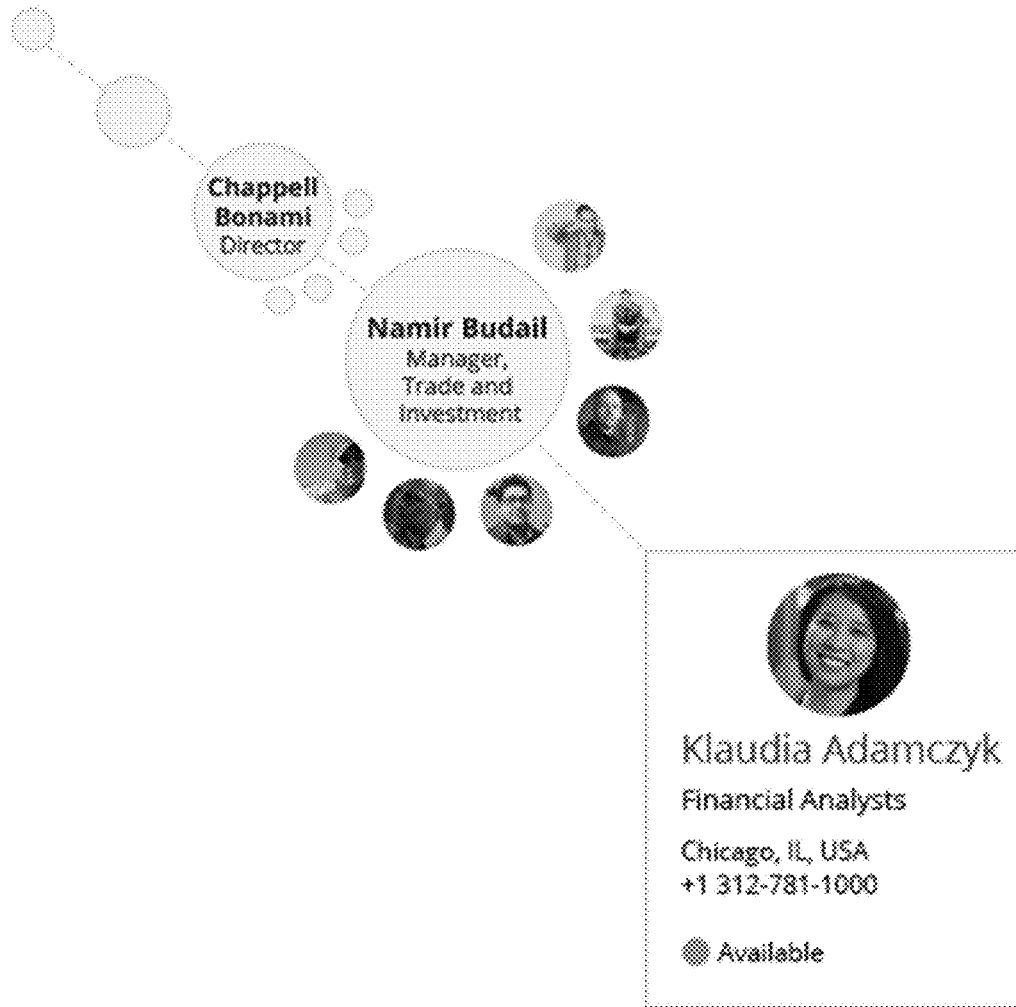 Chappell
Bonami
Director
Namir Budail
Manager,
Trade and
Investment
Klaudia Adamczyk
Financial Analysts
Chicago, IL, USA
+1 312-781-1000
Available